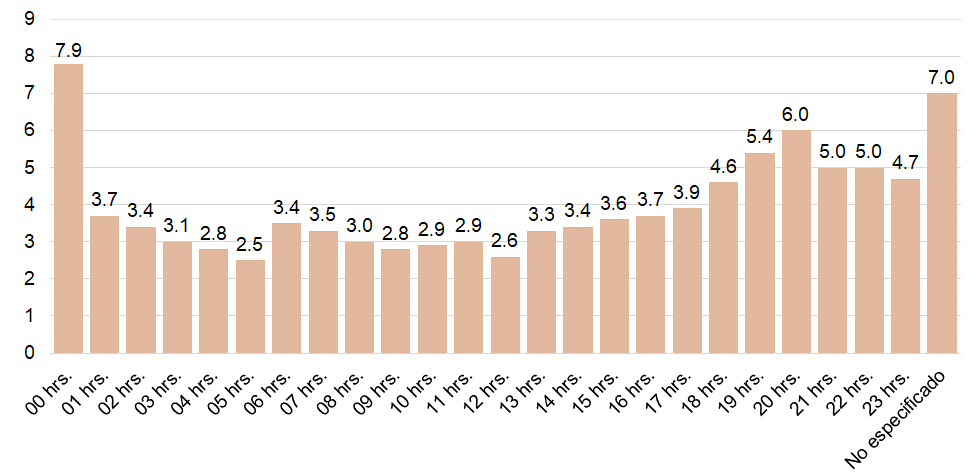 9
8
7
6
5
4
3
2
1
0
7.9
3.7
3.4
3.1
2.8
2.5
3.4
3.5
3.0
2.8
2.9
2.9
2.6
3.3
3.4
3.6
3.7
3.9
4.6
5.4
6.0
5.0
5.0
4.7
7.0
00 hrs.
01 hrs.
02 hrs.
03 hrs.
04 hrs.
05 hrs.
06 hrs.
07 hrs.
08 hrs.
09 hrs.
10 hrs.
11 hrs.
12 hrs.
13 hrs.
14 hrs.
15 hrs.
16 hrs.
17 hrs.
18 hrs.
19 hrs.
20 hrs.
21 hrs.
22 hrs.
23 hrs.
No especificado